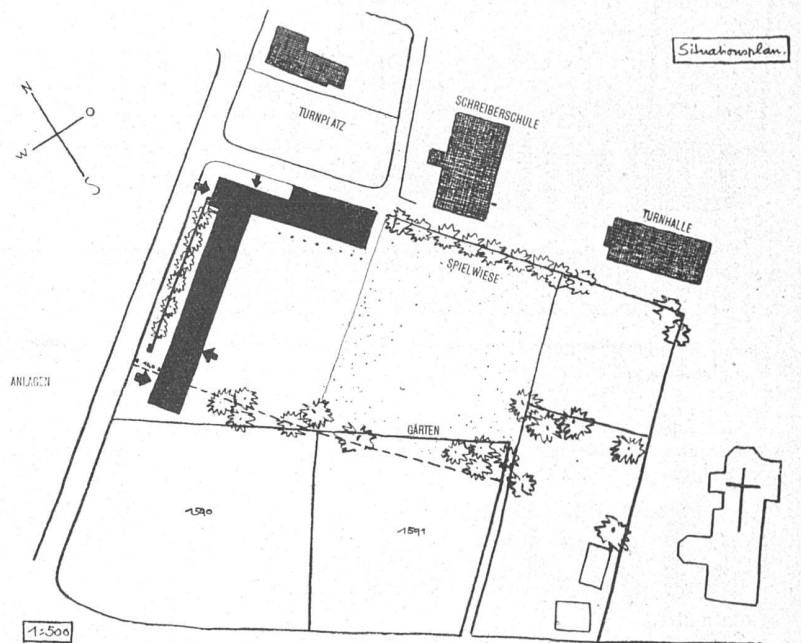 Situationsplan.
N
O
W
S
TURNPLATZ
SCHREIBERSCHULE
TURNHALLE
SPIELWIESE
ANLAGEN
GÄRTEN
1590
1591
1:500